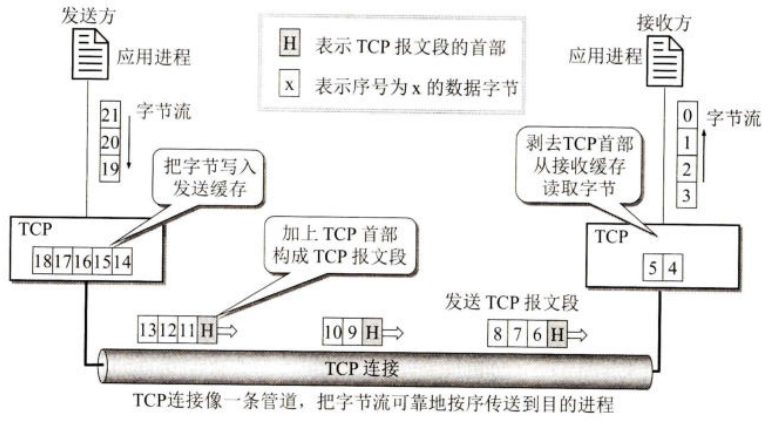 发送方
应用进程
H 表示 TCP 报文段的首部
x 表示序号为 x 的数据字节
接收方
应用进程
字节流
21
20
19
把字节写入
发送缓存
剥去TCP首部
从接收缓存
读取字节
字节流
0
1
2
3
TCP
18 17 16 15 14
加上 TCP 首部
构成 TCP 报文段
TCP
5 4
发送 TCP 报文段
13 12 11 H
10 9 H
8 7 6 H
TCP 连接
TCP连接像一条管道，把字节流可靠地按序传送到目的进程